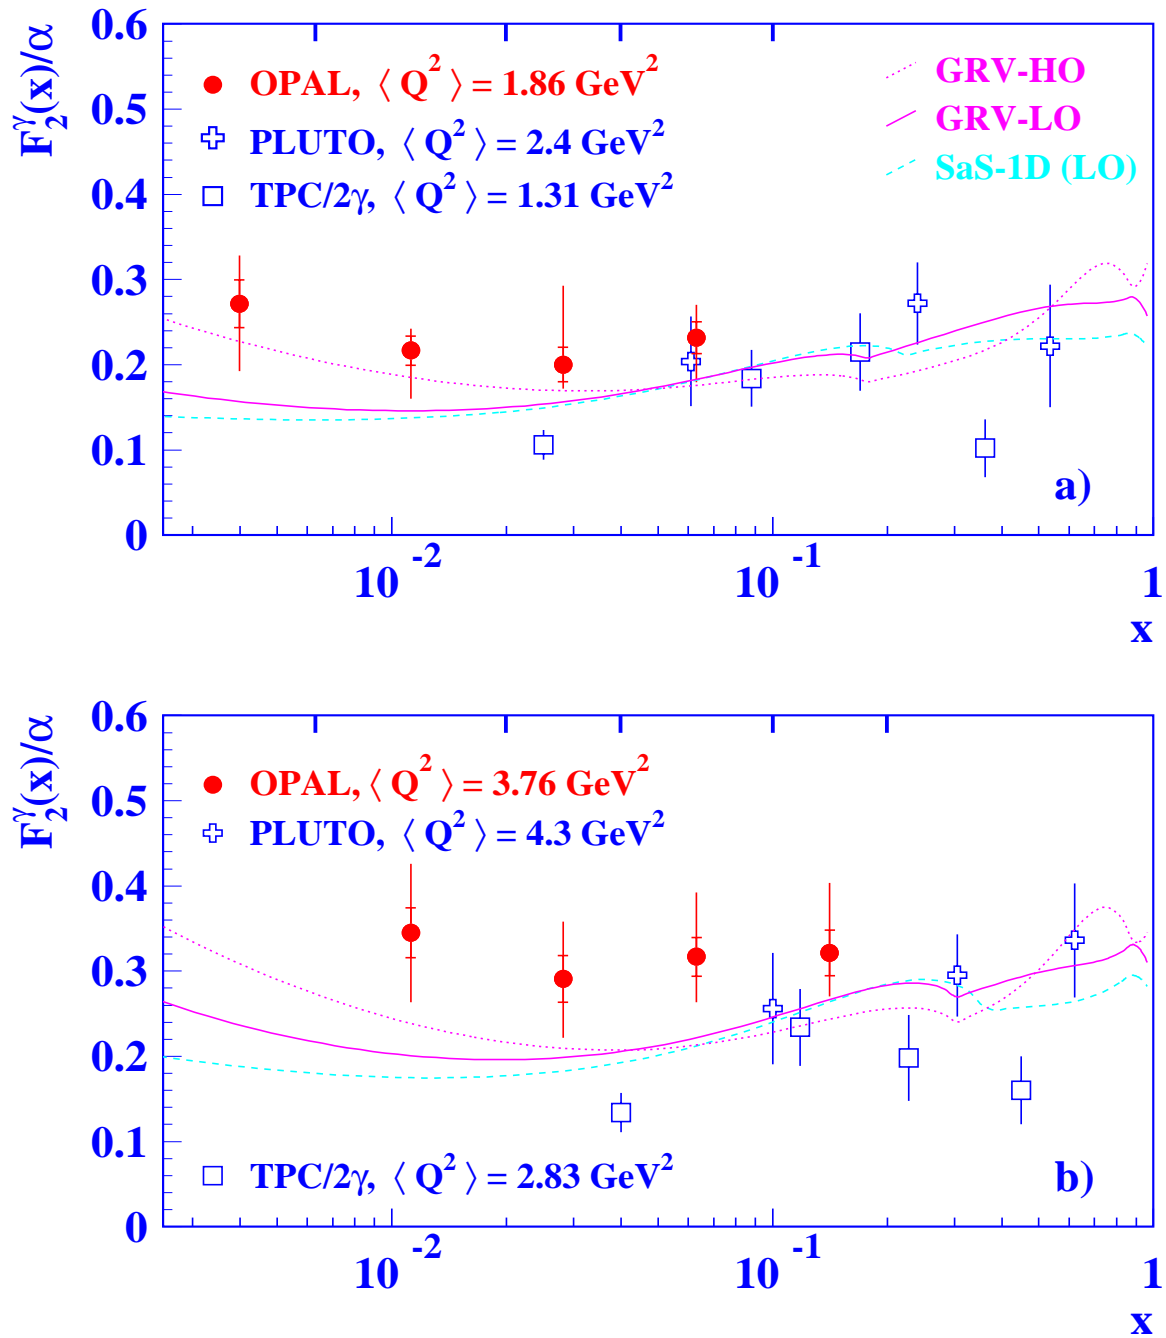 F₂^γ(x)/α
0.6
0.5
0.4
0.3
0.2
0.1
0
OPAL, ⟨ Q² ⟩ = 1.86 GeV²
PLUTO, ⟨ Q² ⟩ = 2.4 GeV²
TPC/2γ, ⟨ Q² ⟩ = 1.31 GeV²
GRV-HO
GRV-LO
SaS-1D (LO)
a)
10⁻²
10⁻¹
1
x
F₂^γ(x)/α
0.6
0.5
0.4
0.3
0.2
0.1
0
OPAL, ⟨ Q² ⟩ = 3.76 GeV²
PLUTO, ⟨ Q² ⟩ = 4.3 GeV²
TPC/2γ, ⟨ Q² ⟩ = 2.83 GeV²
b)
10⁻²
10⁻¹
1
x